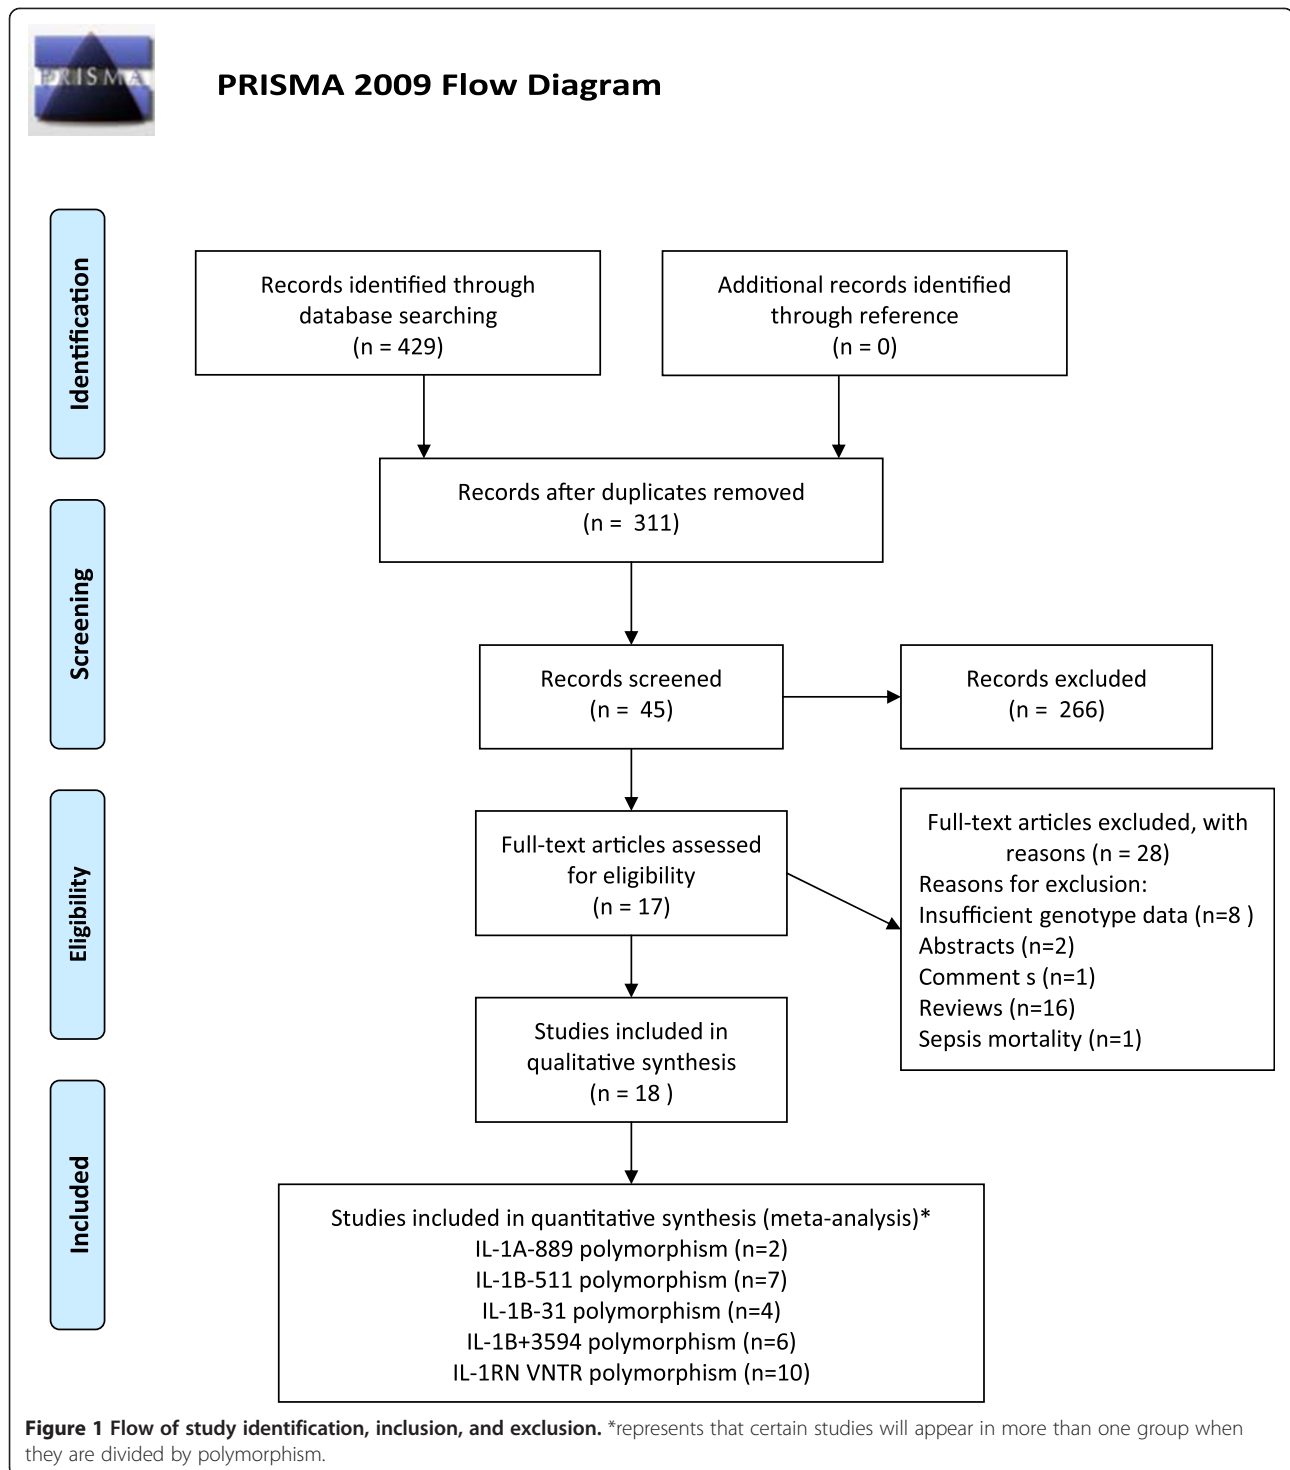 PRISMA
PRISMA 2009 Flow Diagram
Identification
Records identified through
database searching
(n = 429)
Additional records identified
through reference
(n = 0)
Records after duplicates removed
(n =  311)
Screening
Records screened
(n =  45)
Records excluded
(n =  266)
Eligibility
Full-text articles assessed
for eligibility
(n = 17)
Full-text articles excluded, with
reasons (n = 28)
Reasons for exclusion:
Insufficient genotype data (n=8 )
Abstracts (n=2)
Comment s (n=1)
Reviews (n=16)
Sepsis mortality (n=1)
Studies included in
qualitative synthesis
(n = 18 )
Included
Studies included in quantitative synthesis (meta-analysis)*
IL-1A-889 polymorphism (n=2)
IL-1B-511 polymorphism (n=7)
IL-1B-31 polymorphism (n=4)
IL-1B+3594 polymorphism (n=6)
IL-1RN VNTR polymorphism (n=10)
Figure 1 Flow of study identification, inclusion, and exclusion. *represents that certain studies will appear in more than one group when
they are divided by polymorphism.